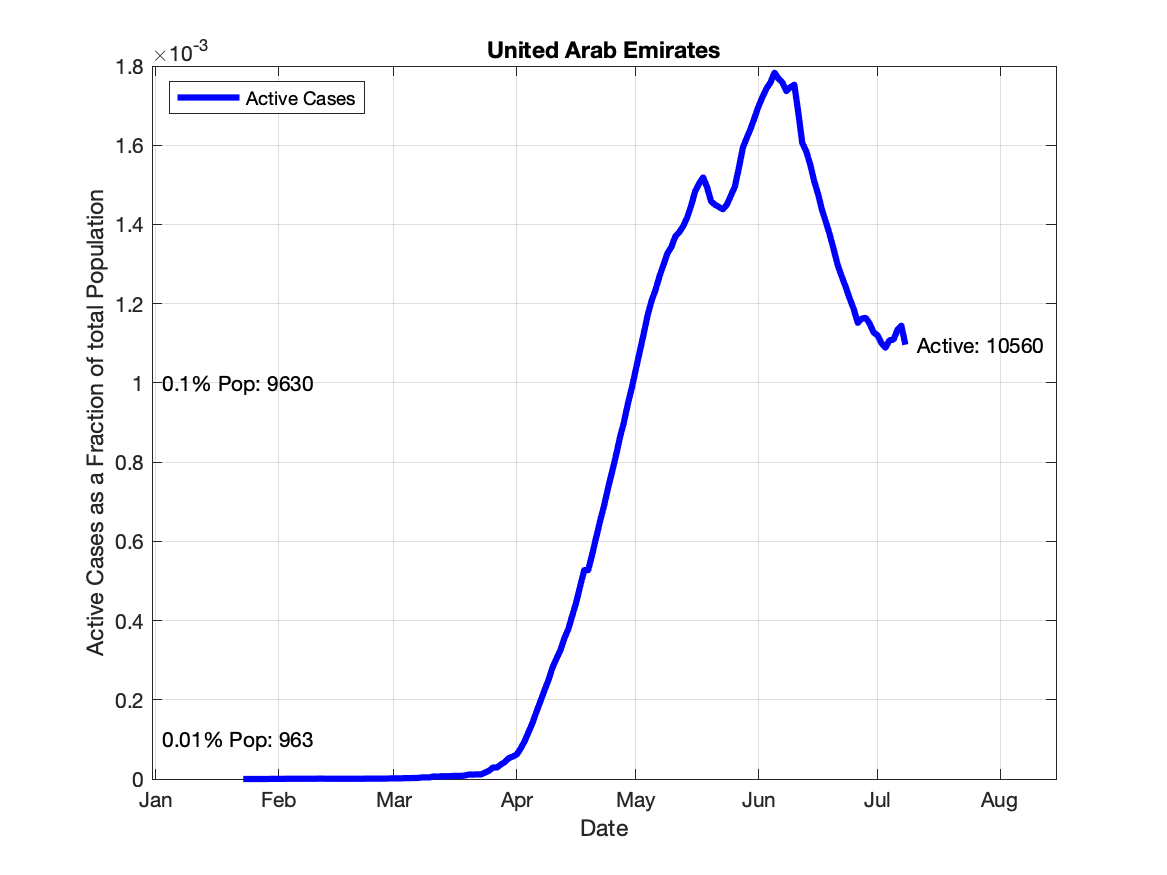 United Arab Emirates
×10-3
Active Cases
1.8
1.6
1.4
1.2
1
0.8
0.6
0.4
0.2
0
Active Cases as a Fraction of total Population
0.1% Pop: 9630
0.01% Pop: 963
Active: 10560
Jan Feb Mar Apr May Jun Jul Aug
Date